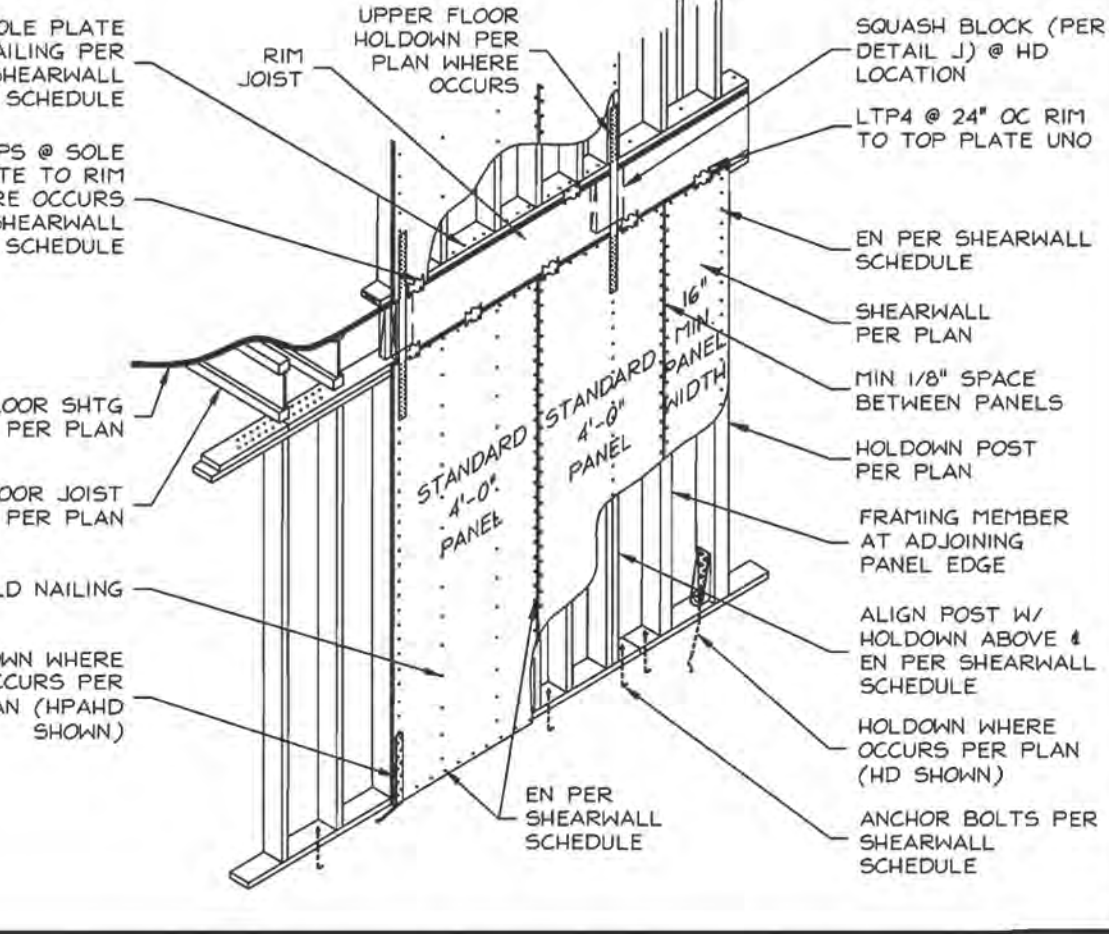 OLE PLATE
AILING PER
SHEARWALL
SCHEDULE
PS @ SOLE
TE TO RIM
RE OCCURS
SHEARWALL
SCHEDULE
LOOR SHTG
PER PLAN
OOR JOIST
PER PLAN
LD NAILING
OWN WHERE
CCURS PER
AN (HPAHD
SHOWN)
RIM
JOIST
UPPER FLOOR
HOLDOWN PER
PLAN WHERE
OCCURS
STANDARD
4'-0"
PANEL
STANDARD
4'-0"
PANEL
16"
MIN
PANEL
WIDTH
EN PER
SHEARWALL
SCHEDULE
SQUASH BLOCK (PER
DETAIL J) @ HD
LOCATION
LTP4 @ 24" OC RIM
TO TOP PLATE UNO
EN PER SHEARWALL
SCHEDULE
SHEARWALL
PER PLAN
MIN 1/8" SPACE
BETWEEN PANELS
HOLDOWN POST
PER PLAN
FRAMING MEMBER
AT ADJOINING
PANEL EDGE
ALIGN POST W/
HOLDOWN ABOVE &
EN PER SHEARWALL
SCHEDULE
HOLDOWN WHERE
OCCURS PER PLAN
(HD SHOWN)
ANCHOR BOLTS PER
SHEARWALL
SCHEDULE